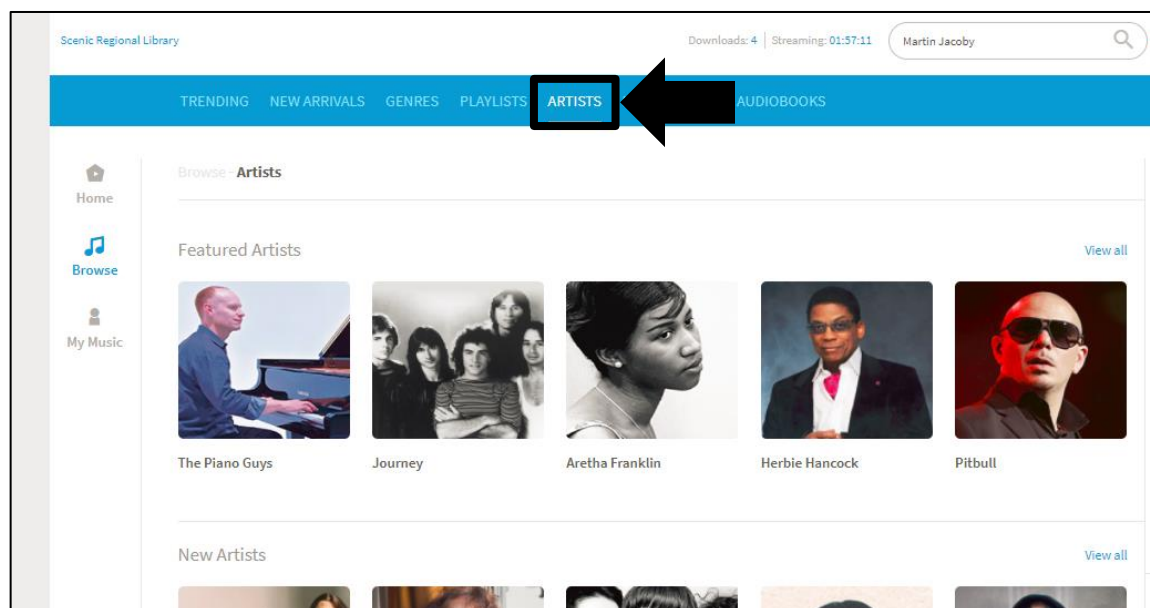 Scenic Regional Library
Downloads: 4 Streaming: 01:57:11 Martin Jacoby
TRENDING NEW ARRIVALS GENRES PLAYLISTS ARTISTS AUDIOBOOKS
Home
Browse
My Music
Browse - Artists
Featured Artists View all
The Piano Guys Journey Aretha Franklin Herbie Hancock Pitbull
New Artists View all